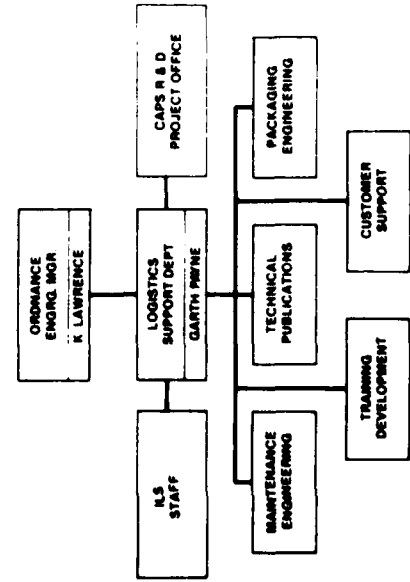 ORDNANCE
ENGRG. MGR
K LAWRENCE
ILS
STAFF
LOGISTICS
SUPPORT DEPT
GARTH PAYNE
CAPS R & D
PROJECT OFFICE
MAINTENANCE
ENGINEERING
TECHNICAL
PUBLICATIONS
PACKAGING
ENGINEERING
TRAINING
DEVELOPMENT
CUSTOMER
SUPPORT